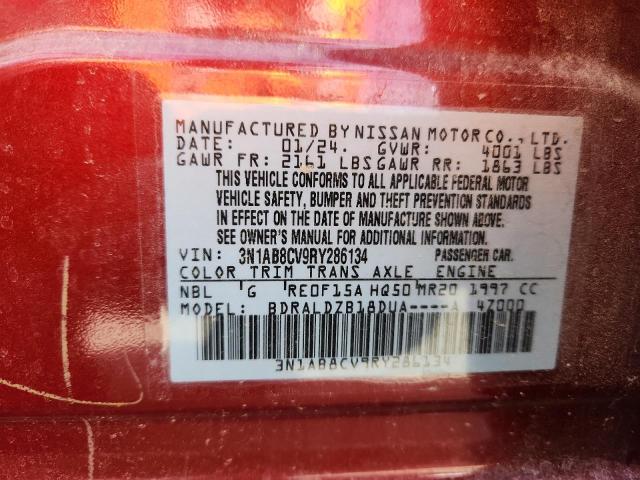 MANUFACTURED BY NISSAN MOTOR CO., LTD.
DATE: 01/24. GVWR: 4001 LBS
GAWR FR: 2161 LBS GAWR RR: 1863 LBS
THIS VEHICLE CONFORMS TO ALL APPLICABLE FEDERAL MOTOR
VEHICLE SAFETY, BUMPER AND THEFT PREVENTION STANDARDS
IN EFFECT ON THE DATE OF MANUFACTURE SHOWN ABOVE.
SEE OWNER'S MANUAL FOR ADDITIONAL INFORMATION.
VIN: 3N1AB8CV9RY286134 PASSENGER CAR.
COLOR TRIM TRANS AXLE ENGINE
NBL G RE0F15A HQ50 MR20 1997 CC
MODEL: BDRALDZB18DUA----A 47000
3N1AB8CV9RY286134